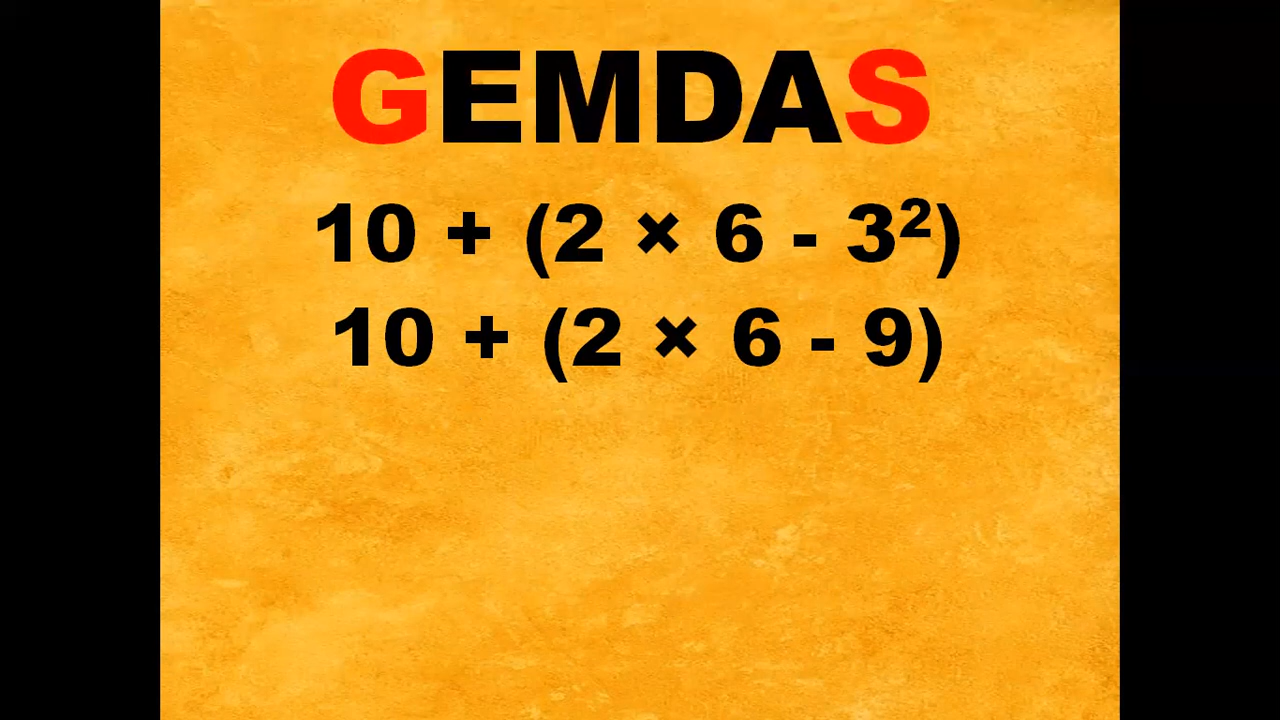 GEMDAS
10 + (2 × 6 - 3²)
10 + (2 × 6 - 9)